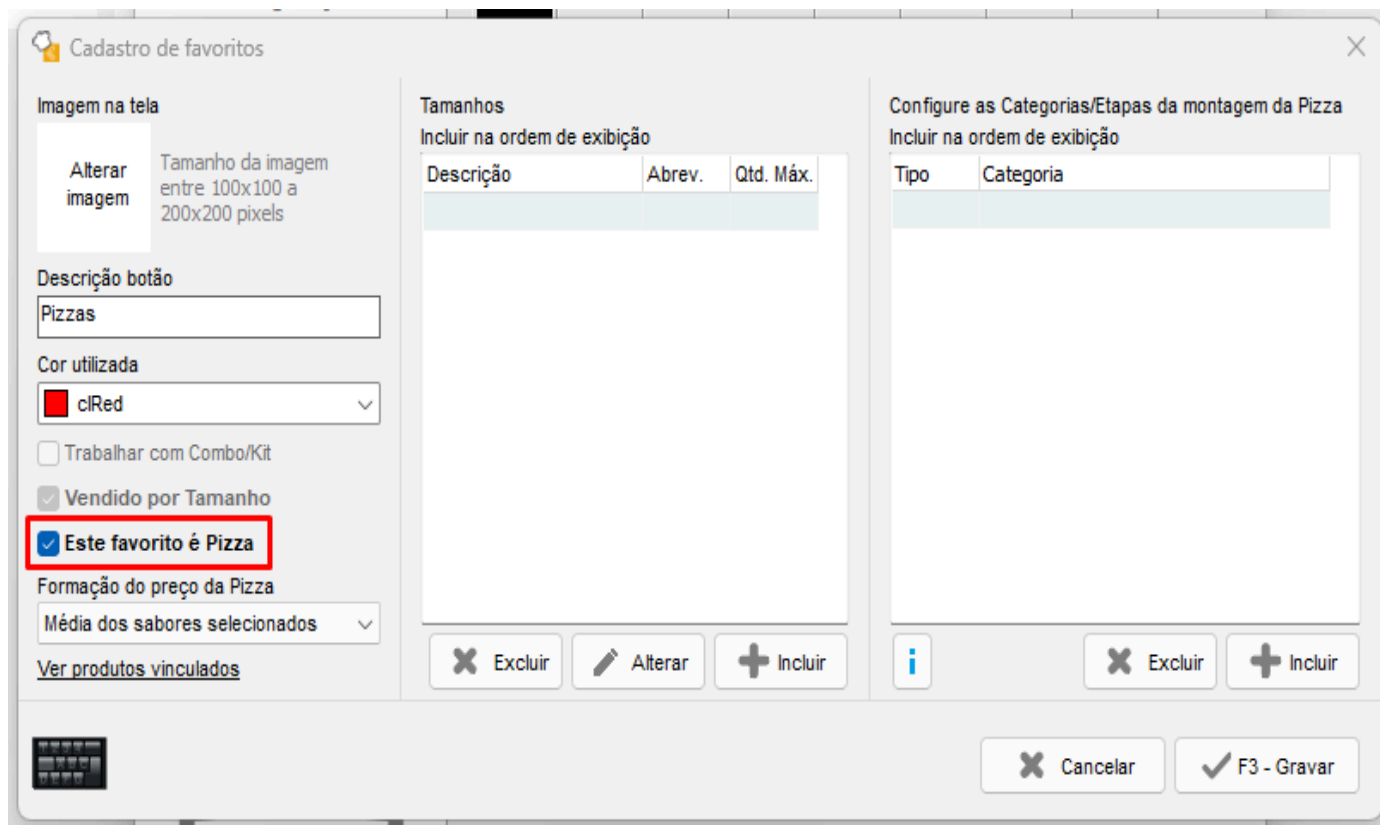 Cadastro de favoritos
Imagem na tela
Alterar
imagem
Tamanho da imagem
entre 100x100 a
200x200 pixels
Descrição botão
Pizzas
Cor utilizada
clRed
Trabalhar com Combo/Kit
Vendido por Tamanho
Este favorito é Pizza
Formação do preço da Pizza
Média dos sabores selecionados
Ver produtos vinculados
Tamanhos
Incluir na ordem de exibição
Descrição Abrev. Qtd. Máx.
Excluir Alterar Incluir
Configure as Categorias/Etapas da montagem da Pizza
Incluir na ordem de exibição
Tipo Categoria
i Excluir Incluir
Cancelar F3 - Gravar